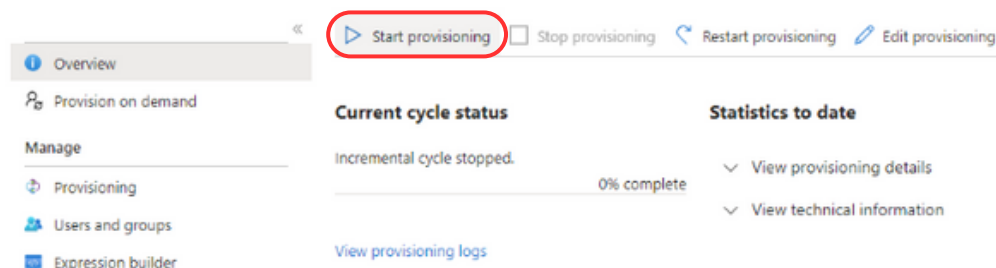 Start provisioning
Stop provisioning
Restart provisioning
Edit provisioning
Overview
Provision on demand
Manage
Provisioning
Users and groups
Expression builder
Current cycle status
Incremental cycle stopped.
0% complete
View provisioning logs
Statistics to date
View provisioning details
View technical information